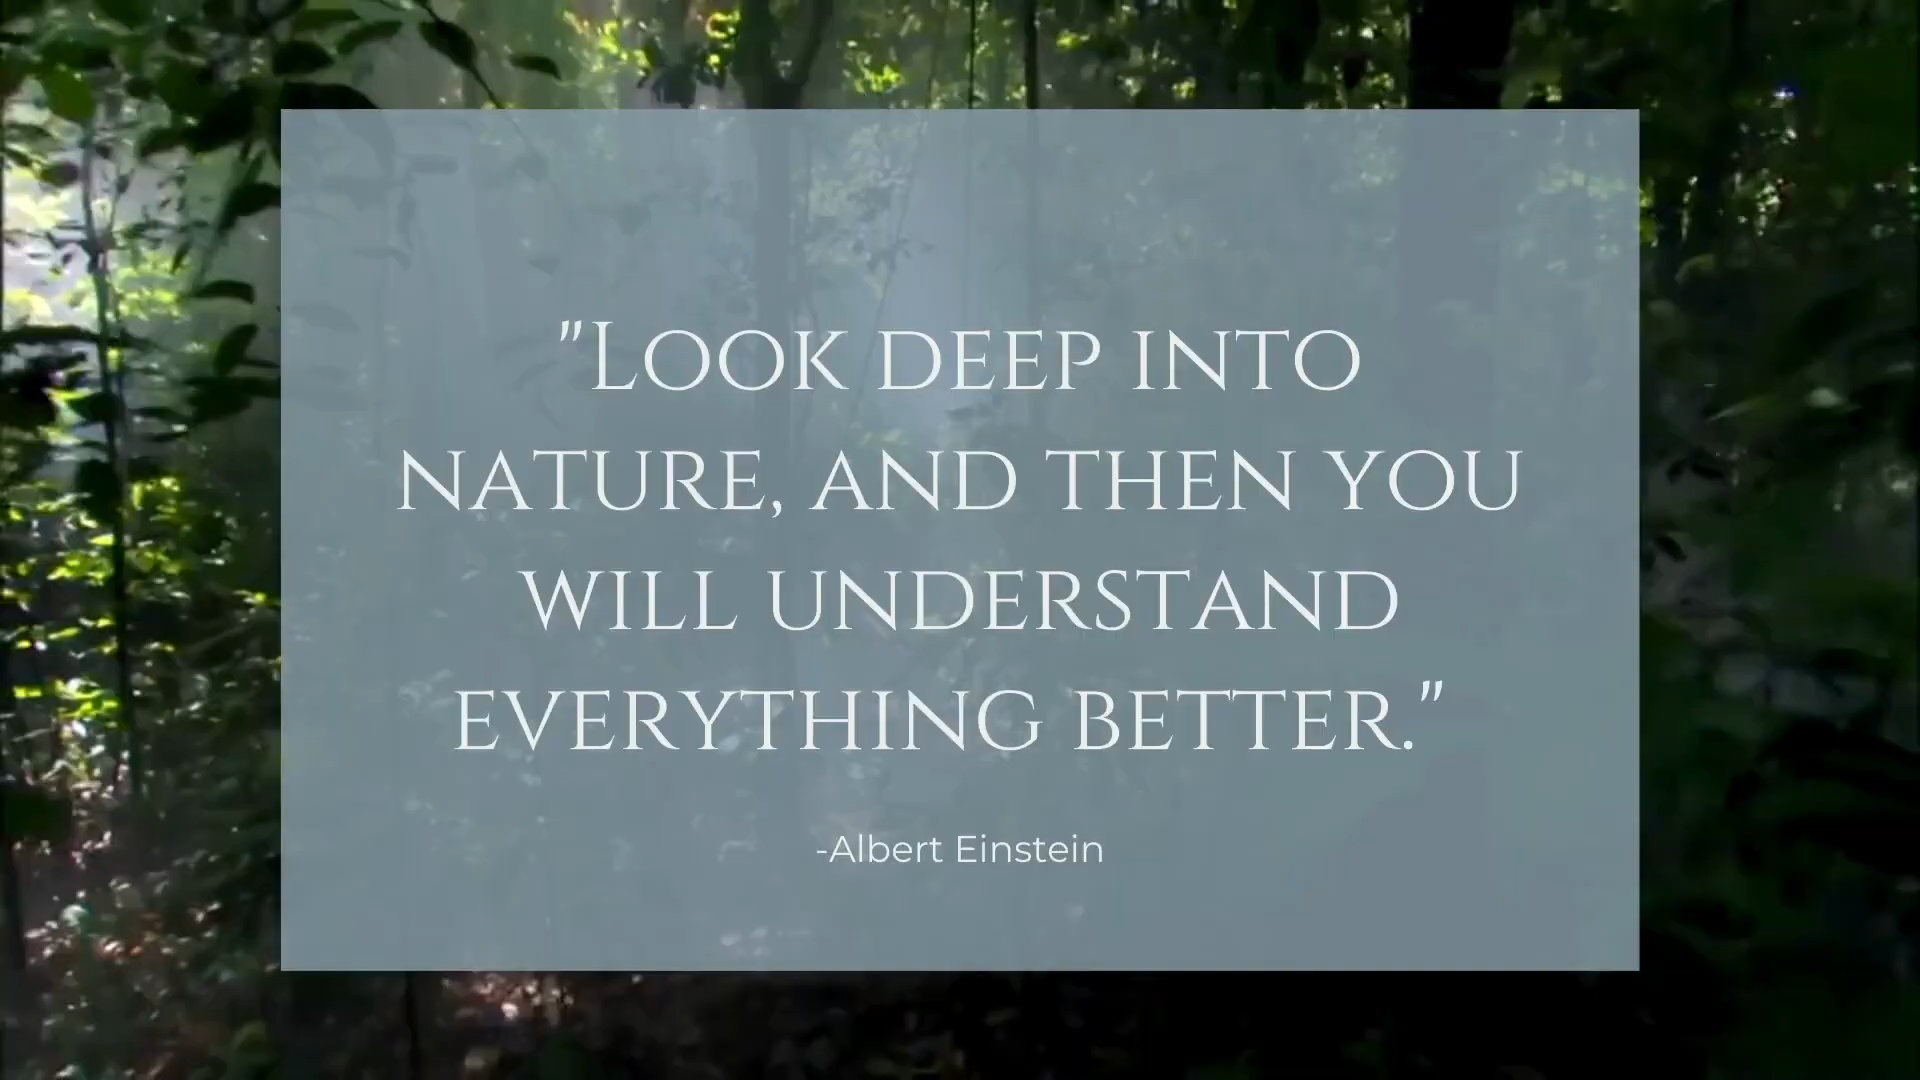 "Look deep into
nature, and then you
will understand
everything better."
-Albert Einstein